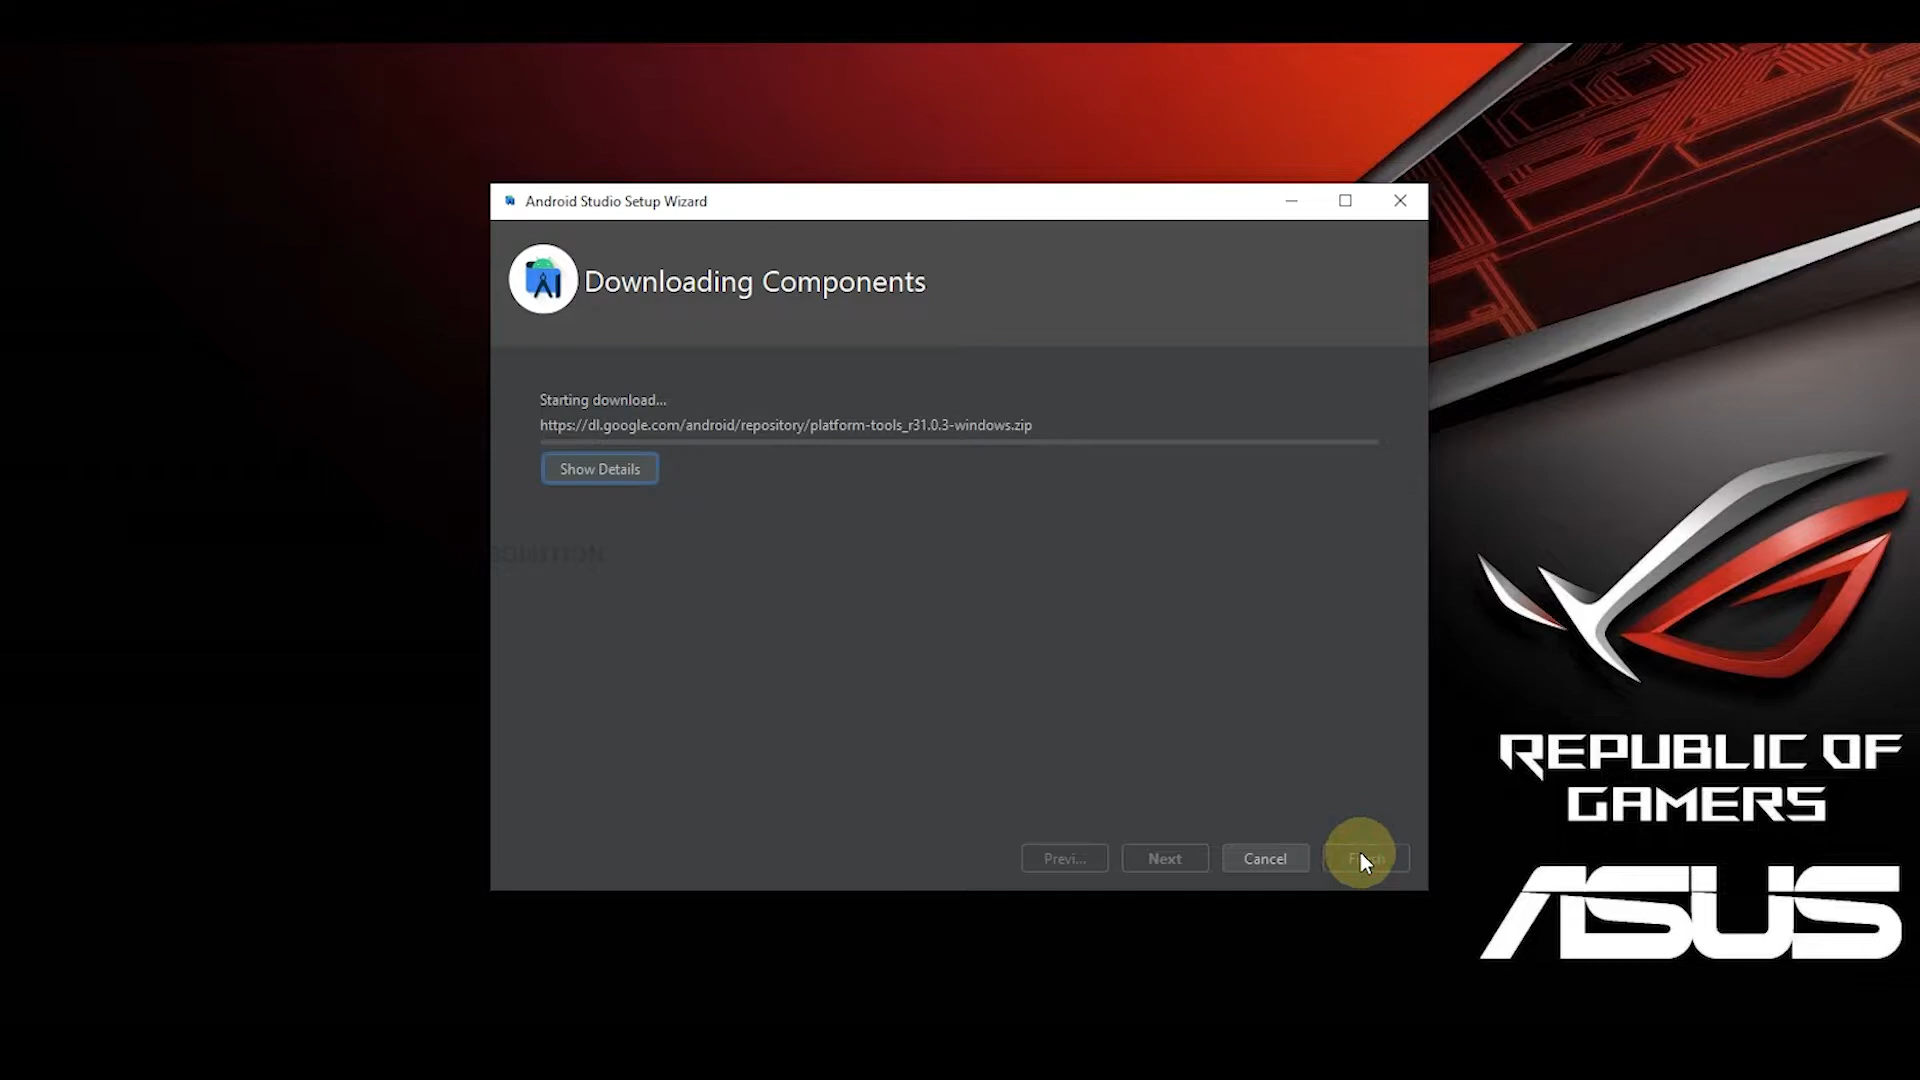 Android Studio Setup Wizard
Downloading Components
Starting download...
https://dl.google.com/android/repository/platform-tools_r31.0.3-windows.zip
Show Details
Previ...
Next
Cancel
REPUBLIC OF
GAMERS
ASUS